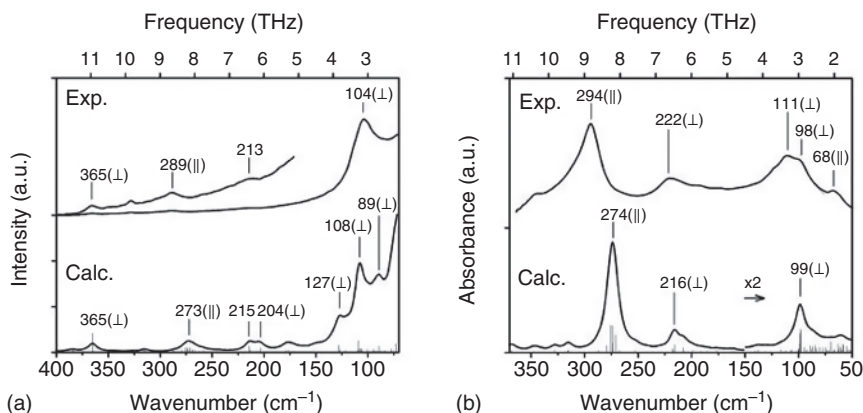 Frequency (THz)
11 10 9 8 7 6 5 4 3
Exp.
104(⊥)
365(⊥)
289(||)
213
Calc.
89(⊥)
108(⊥)
127(⊥)
365(⊥)
273(||)
215
204(⊥)
Intensity (a.u.)
400 350 300 250 200 150 100
Wavenumber (cm⁻¹)
(a)
Frequency (THz)
11 10 9 8 7 6 5 4 3 2
Exp.
294(||)
222(⊥)
111(⊥)
98(⊥)
68(||)
Calc.
274(||)
216(⊥)
x2
99(⊥)
Absorbance (a.u.)
350 300 250 200 150 100 50
Wavenumber (cm⁻¹)
(b)